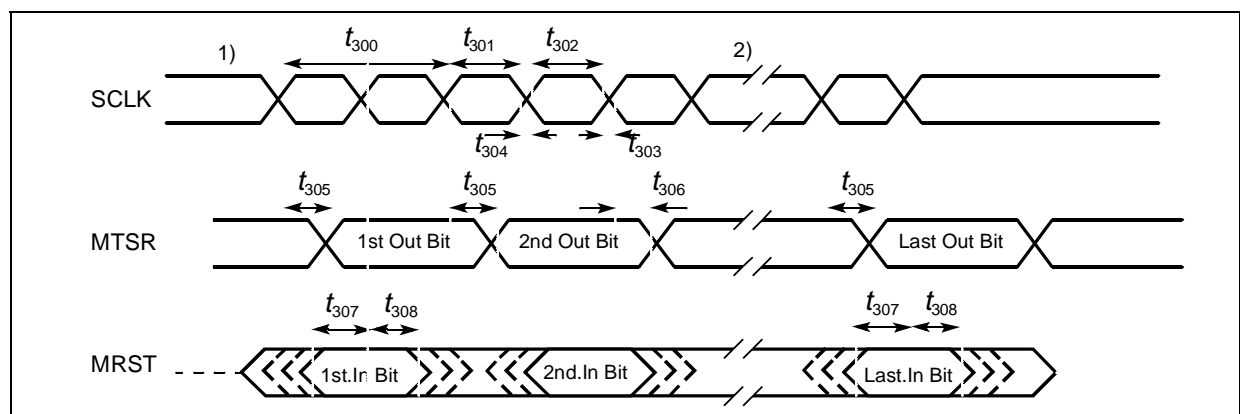 1) t300 t301 t302 2)
SCLK
t304 t303
t305 t305 t306 t305
MTSR 1st Out Bit 2nd Out Bit Last Out Bit
t307 t308 t307 t308
MRST 1st.In Bit 2nd.In Bit Last.In Bit